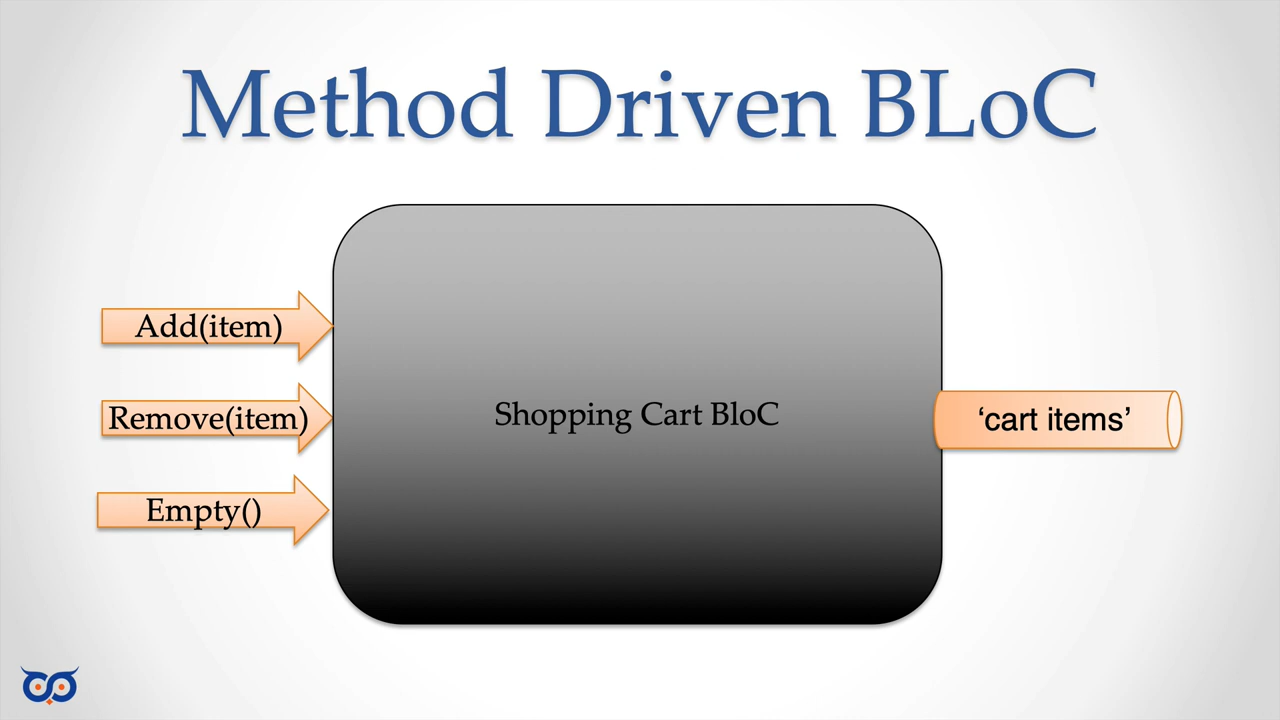 Method Driven BLoC
Add(item)
Remove(item)
Empty()
Shopping Cart BloC
‘cart items’